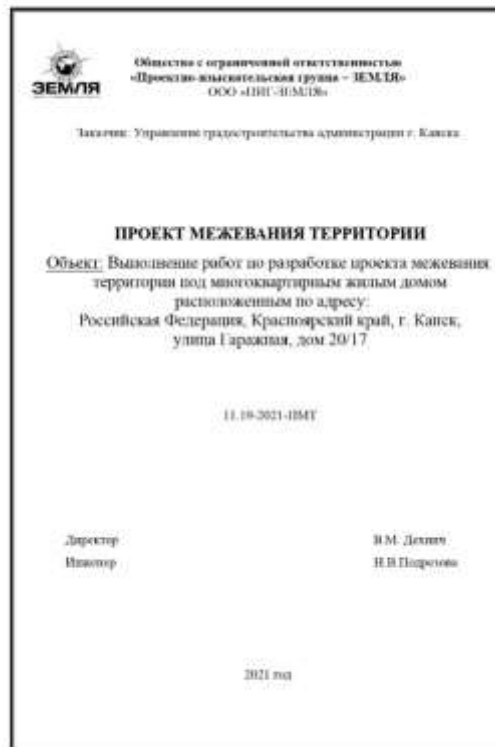 ЗЕМЛЯ
Общество с ограниченной ответственностью
«Проектно-изыскательская группа – ЗЕМЛЯ»
ООО «ПИГ-ЗЕМЛЯ»
Заказчик: Управление градостроительства администрации г. Канска
ПРОЕКТ МЕЖЕВАНИЯ ТЕРРИТОРИИ
Объект: Выполнение работ по разработке проекта межевания
территории под многоквартирным жилым домом
расположенным по адресу:
Российская Федерация, Красноярский край, г. Канск,
улица Гаражная, дом 20/17
11.19-2021-ПМТ
Директор
В.М. Дехнич
Инженер
Н.В.Подрезова
2021 год